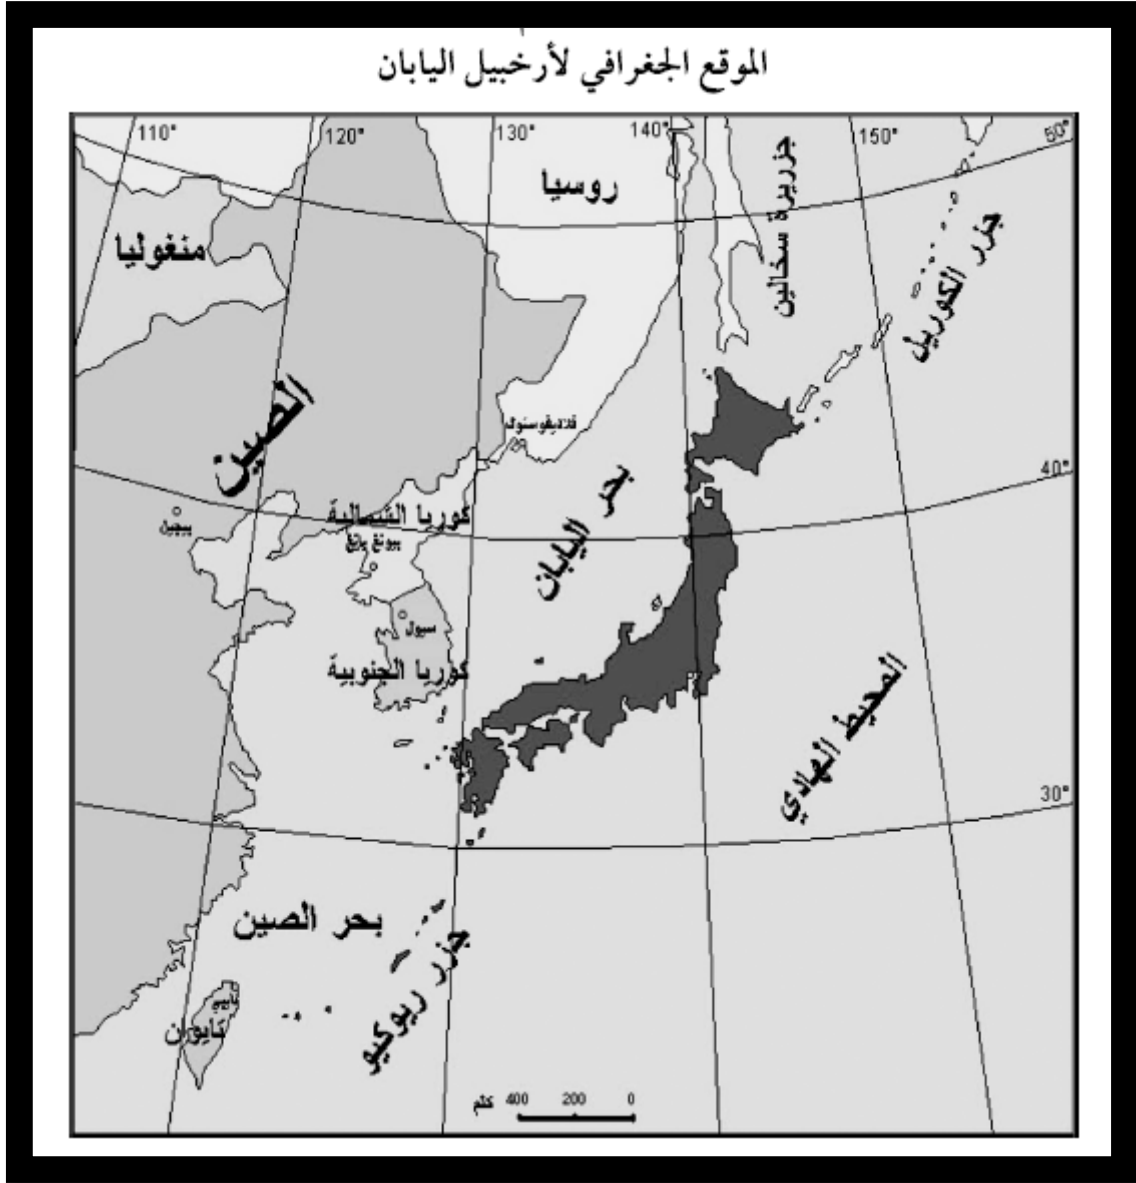 الموقع الجغرافي لأرخبيل اليابان
110°
120°
130°
140°
150°
50°
روسيا
جزريرة سخالين
منغوليا
جزر الكوريل
الصين
فلاديفوستوك
40°
بحر اليابان
كوريا الشمالية
بيونغ يانغ
بيجين
سيول
كوريا الجنوبية
المحيط الهادي
30°
بحر الصين
جزر ريوكيو
تايبيه
تايوان
كلم 400 200 0